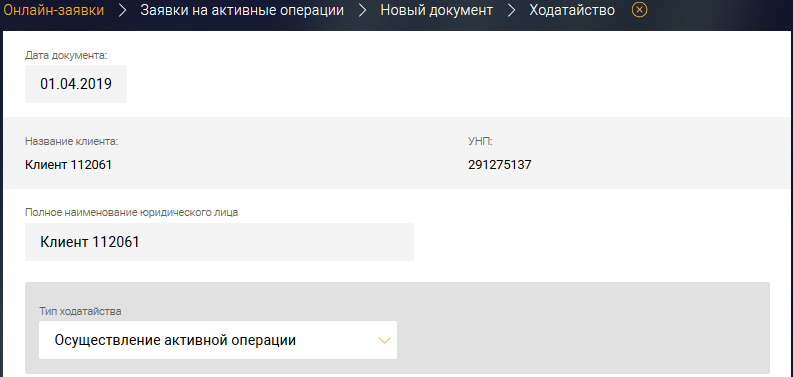 Онлайн-заявки > Заявки на активные операции > Новый документ > Ходатайство
Дата документа:
01.04.2019
Название клиента: УНП:
Клиент 112061 291275137
Полное наименование юридического лица
Клиент 112061
Тип ходатайства
Осуществление активной операции